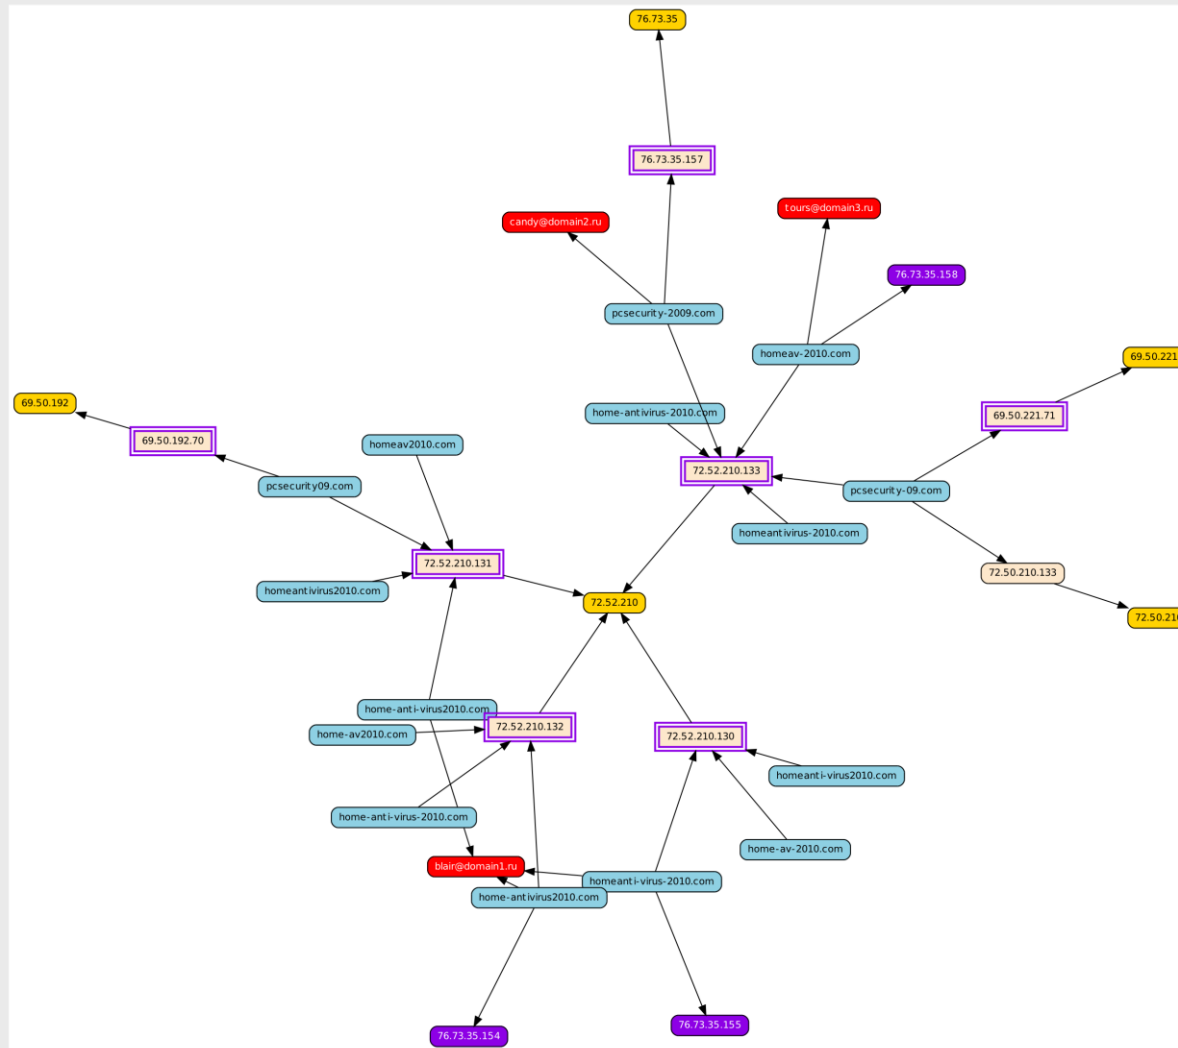 76.73.35
76.73.35.157
candy@domain2.ru
tours@domain3.ru
76.73.35.158
pcsecurity-2009.com
homeav-2010.com
69.50.221
69.50.192
home-antivirus-2010.com
69.50.221.71
69.50.192.70
homeav2010.com
72.52.210.133
pcsecurity09.com
pcsecurity-09.com
homeantivirus-2010.com
72.52.210.131
72.50.210.133
homeantivirus2010.com
72.52.210
72.50.210
home-anti-virus2010.com
72.52.210.132
home-av2010.com
72.52.210.130
homeanti-virus2010.com
home-anti-virus-2010.com
home-av-2010.com
blair@domain1.ru
homeanti-virus-2010.com
home-antivirus2010.com
76.73.35.155
76.73.35.154